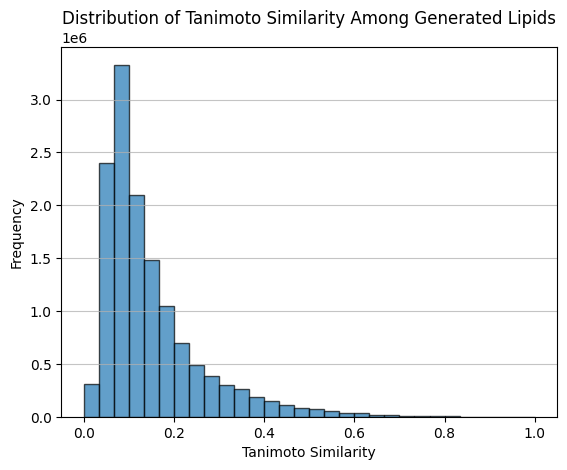 Distribution of Tanimoto Similarity Among Generated Lipids
1e6
3.0
2.5
2.0
1.5
1.0
0.5
0.0
Frequency
0.0 0.2 0.4 0.6 0.8 1.0
Tanimoto Similarity